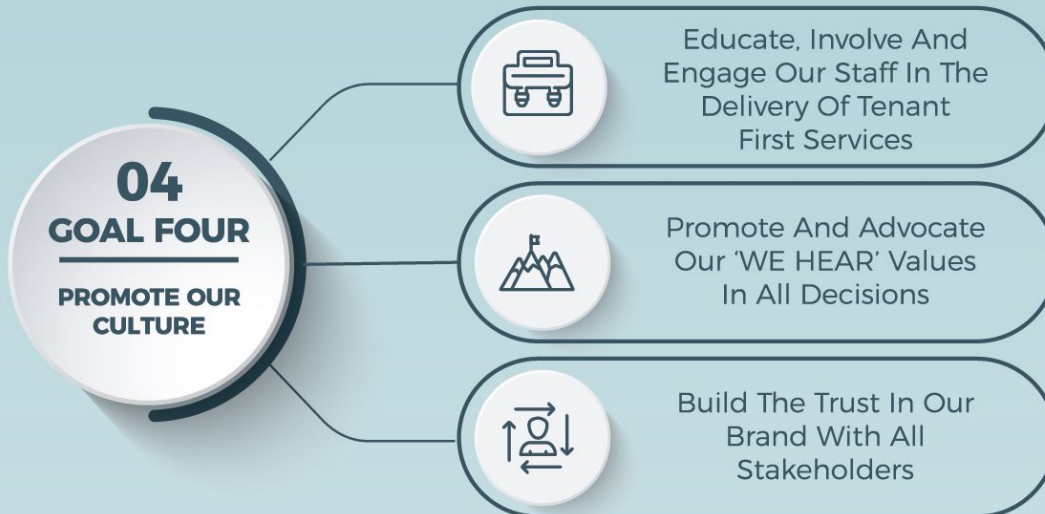 04
GOAL FOUR
PROMOTE OUR
CULTURE
Educate, Involve And
Engage Our Staff In The
Delivery Of Tenant
First Services
Promote And Advocate
Our ‘WE HEAR’ Values
In All Decisions
Build The Trust In Our
Brand With All
Stakeholders